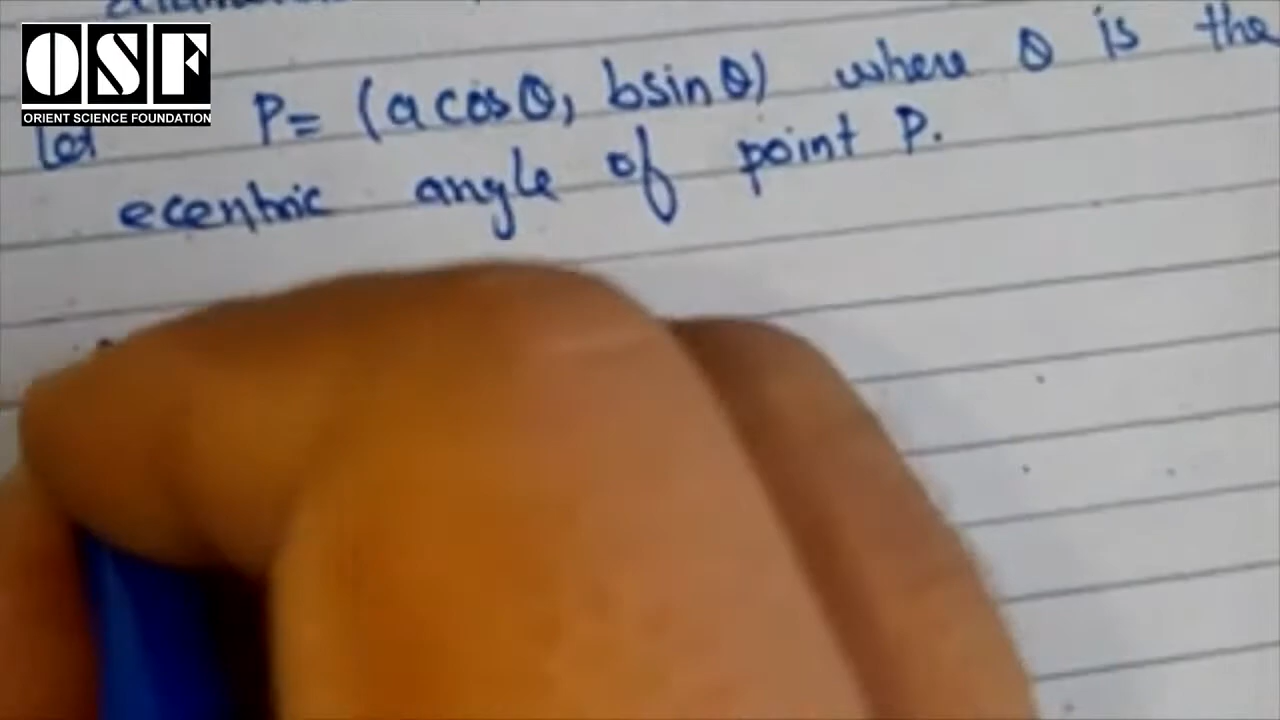 OSF
ORIENT SCIENCE FOUNDATION
let P= (a cosθ, bsinθ) where θ is the
ecentric angle of point P.